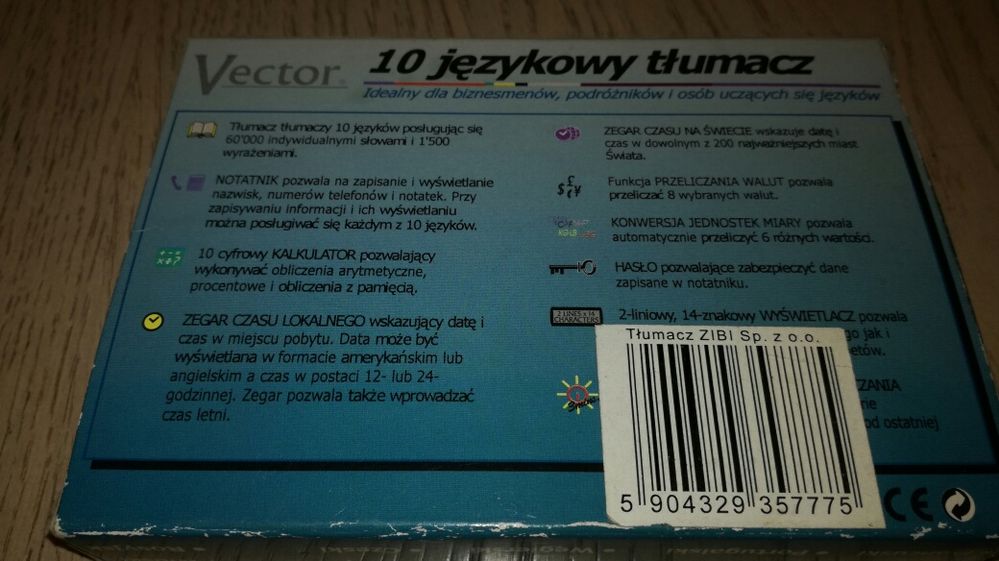 Vector®
10 językowy tłumacz
Idealny dla biznesmenów, podróżników i osób uczących się języków
Tłumacz tłumaczy 10 języków posługując się
60'000 indywidualnymi słowami i 1'500
wyrażeniami.
NOTATNIK pozwala na zapisanie i wyświetlanie
nazwisk, numerów telefonów i notatek. Przy
zapisywaniu informacji i ich wyświetlaniu
można posługiwać się każdym z 10 języków.
10 cyfrowy KALKULATOR pozwalający
wykonywać obliczenia arytmetyczne,
procentowe i obliczenia z pamięcią.
ZEGAR CZASU LOKALNEGO wskazujący datę i
czas w miejscu pobytu. Data może być
wyświetlana w formacie amerykańskim lub
angielskim a czas w postaci 12- lub 24-
godzinnej. Zegar pozwala także wprowadzać
czas letni.
ZEGAR CZASU NA ŚWIECIE wskazuje datę i
czas w dowolnym z 200 najważniejszych miast
Świata.
$ £ ¥
Funkcja PRZELICZANIA WALUT pozwala
przeliczać 8 wybranych walut.
KONWERSJA JEDNOSTEK MIARY pozwala
automatycznie przeliczyć 6 różnych wartości.
HASŁO pozwalające zabezpieczyć dane
zapisane w notatniku.
2 LINES x 14
CHARACTERS
2-liniowy, 14-znakowy WYŚWIETLACZ pozwala
go jak i
ZANIA
od ostatniej
Tłumacz ZIBI Sp. z o.o.
5 904329 357775
CE
Portugalski